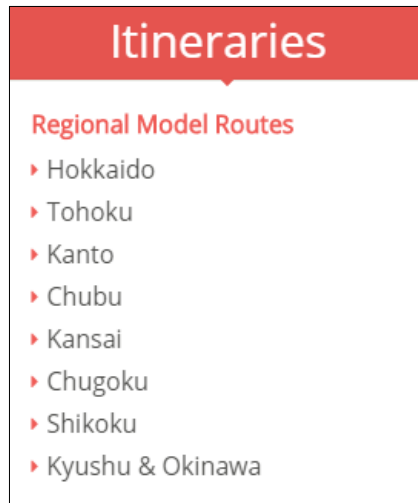 Itineraries
Regional Model Routes
Hokkaido
Tohoku
Kanto
Chubu
Kansai
Chugoku
Shikoku
Kyushu & Okinawa